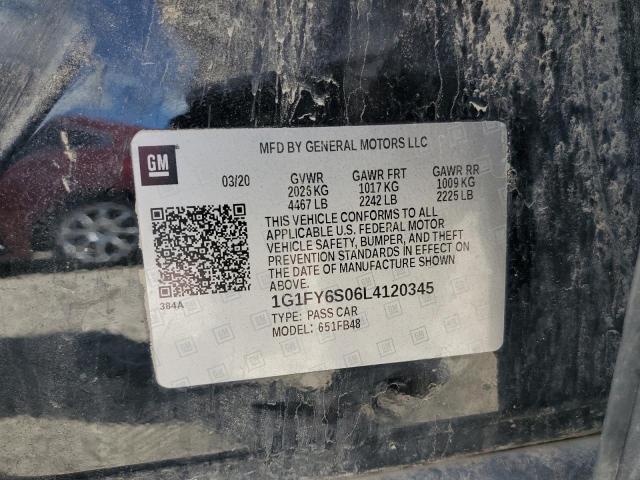 GM
MFD BY GENERAL MOTORS LLC
03/20
GVWR GAWR FRT GAWR RR
2026 KG 1017 KG 1009 KG
4467 LB 2242 LB 2225 LB
THIS VEHICLE CONFORMS TO ALL
APPLICABLE U.S. FEDERAL MOTOR
VEHICLE SAFETY, BUMPER, AND THEFT
PREVENTION STANDARDS IN EFFECT ON
THE DATE OF MANUFACTURE SHOWN
ABOVE.
384A
1G1FY6S06L4120345
TYPE: PASS CAR
MODEL: 651FB48